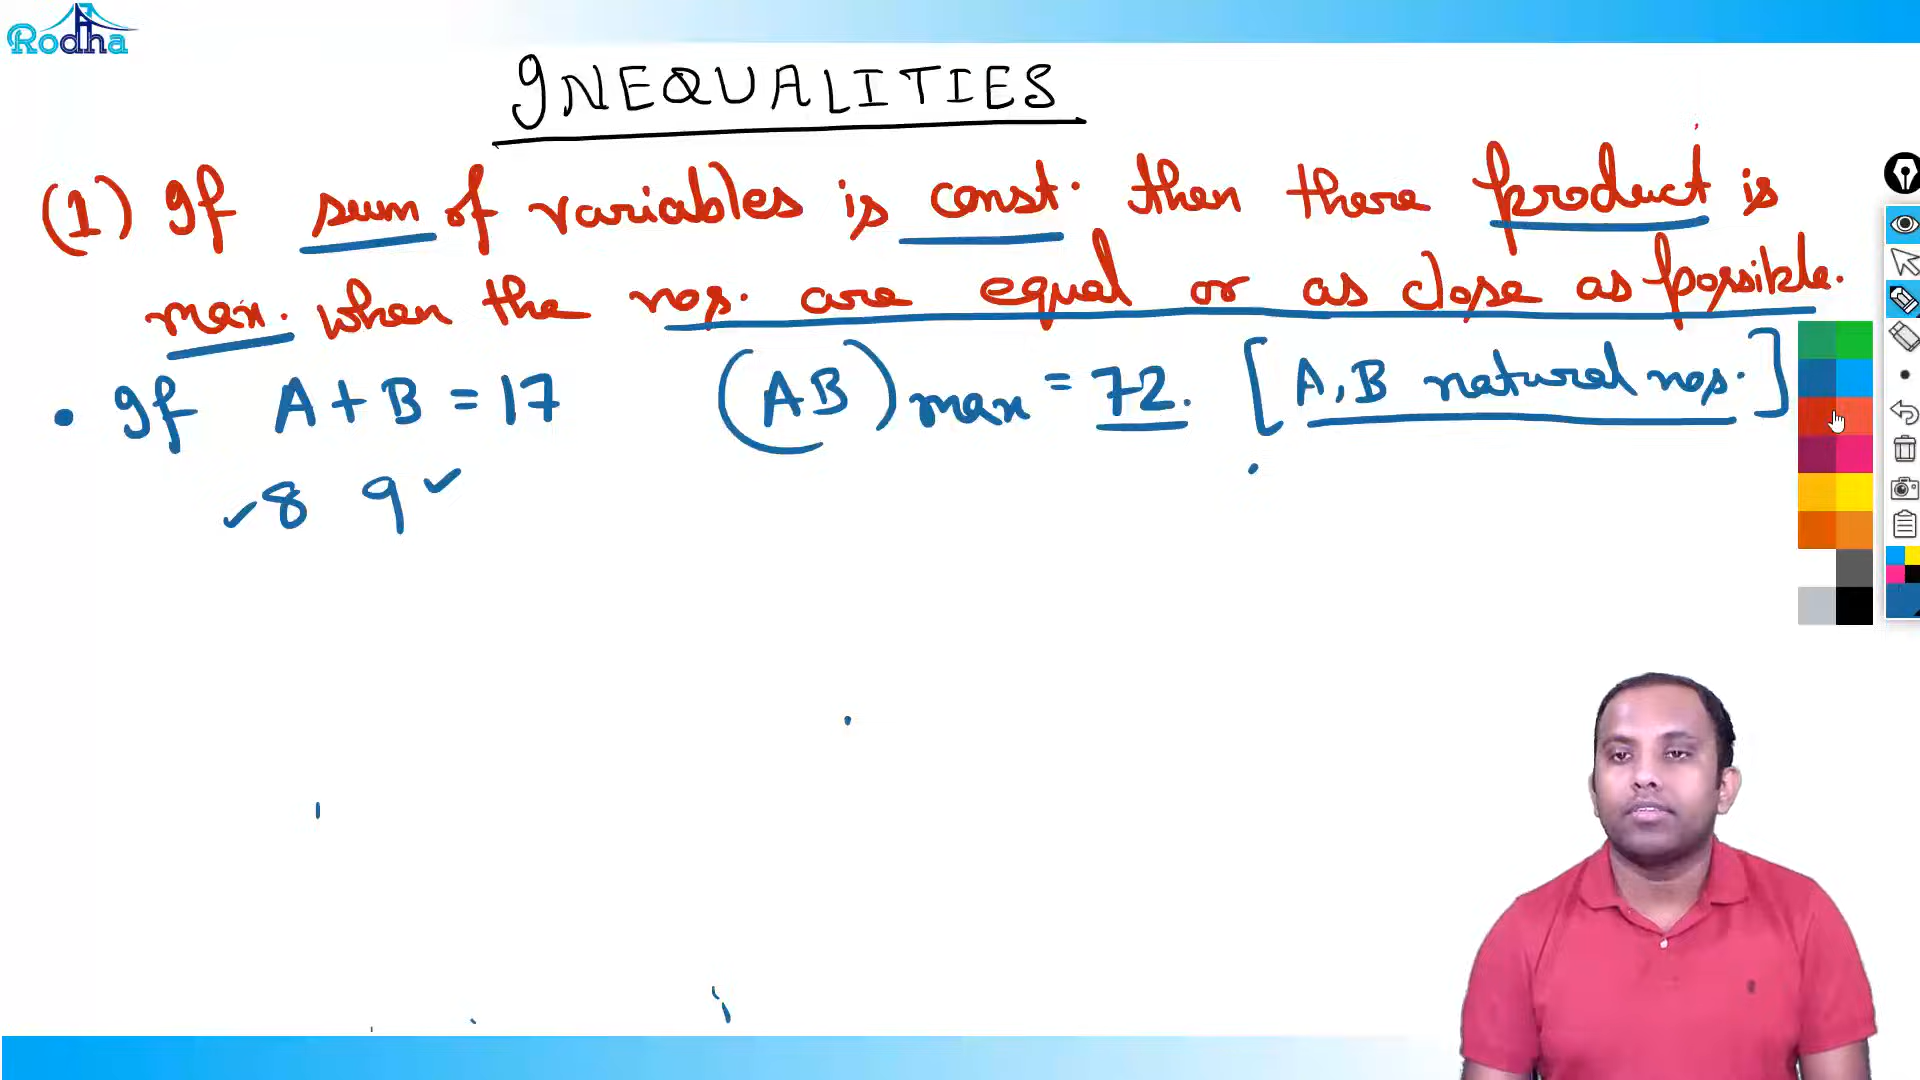 Rodha
INEQUALITIES
(1) If sum of variables is const. then there product is
max. when the nos. are equal or as close as possible.
• If A + B = 17 (AB)max = 72. [A, B natural nos.]
✓8 9✓